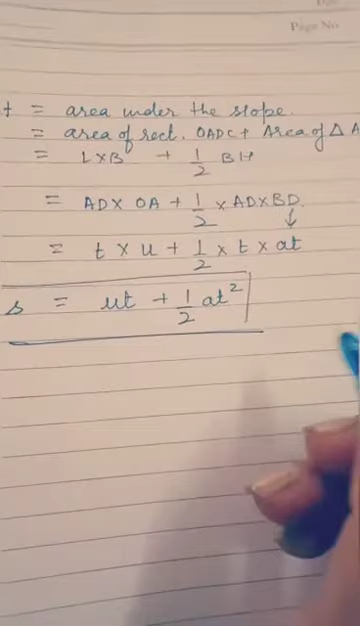 Page No
t = area under the slope.
= area of rect. OADC + Area of Δ A
= L×B + 1/2 BH
= AD × OA + 1/2 × AD×BD
↓
= t × u + 1/2 × t × at
s = ut + 1/2 at²